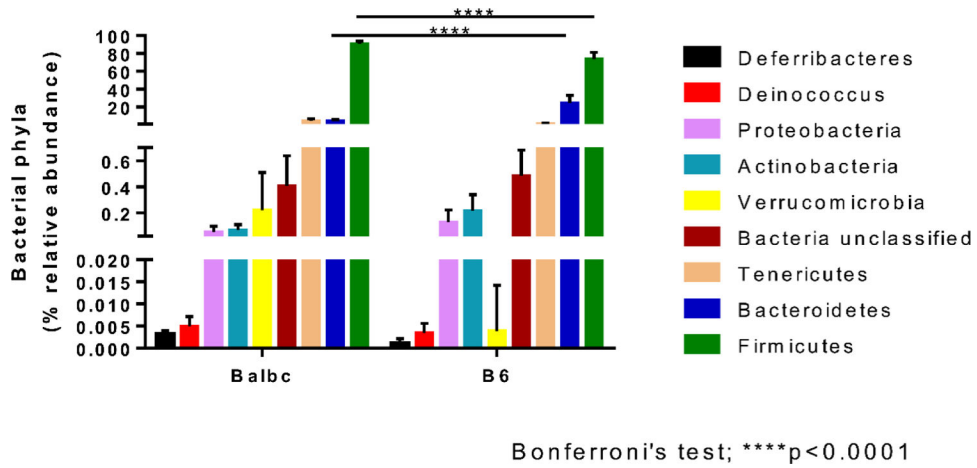 ****
****
Bacterial phyla
(% relative abundance)
100
80
60
40
20
0.6
0.4
0.2
0.020
0.015
0.010
0.005
0.000
Balbc
B6
Deferribacteres
Deinococcus
Proteobacteria
Actinobacteria
Verrucomicrobia
Bacteria unclassified
Tenericutes
Bacteroidetes
Firmicutes
Bonferroni's test; ****p<0.0001